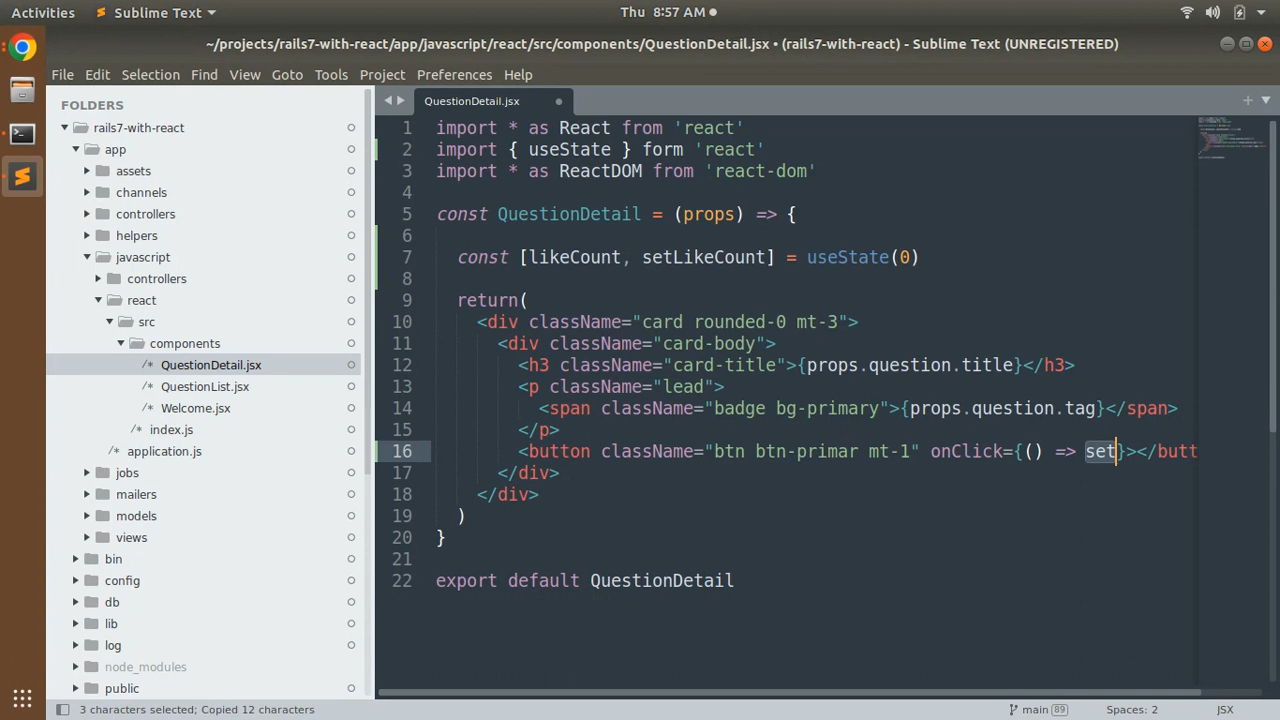 Activities Sublime Text Thu 8:57 AM
~/projects/rails7-with-react/app/javascript/react/src/components/QuestionDetail.jsx • (rails7-with-react) - Sublime Text (UNREGISTERED)
File Edit Selection Find View Goto Tools Project Preferences Help
FOLDERS
rails7-with-react
app
assets
channels
controllers
helpers
javascript
controllers
react
src
components
/* QuestionDetail.jsx
/* QuestionList.jsx
/* Welcome.jsx
/* index.js
/* application.js
jobs
mailers
models
views
bin
config
db
lib
log
node_modules
public
QuestionDetail.jsx
1 import * as React from 'react'
2 import { useState } form 'react'
3 import * as ReactDOM from 'react-dom'
4
5 const QuestionDetail = (props) => {
6
7 const [likeCount, setLikeCount] = useState(0)
8
9 return(
10 <div className="card rounded-0 mt-3">
11 <div className="card-body">
12 <h3 className="card-title">{props.question.title}</h3>
13 <p className="lead">
14 <span className="badge bg-primary">{props.question.tag}</span>
15 </p>
16 <button className="btn btn-primar mt-1" onClick={() => set}></butt
17 </div>
18 </div>
19 )
20 }
21
22 export default QuestionDetail
3 characters selected; Copied 12 characters main 89 Spaces: 2 JSX